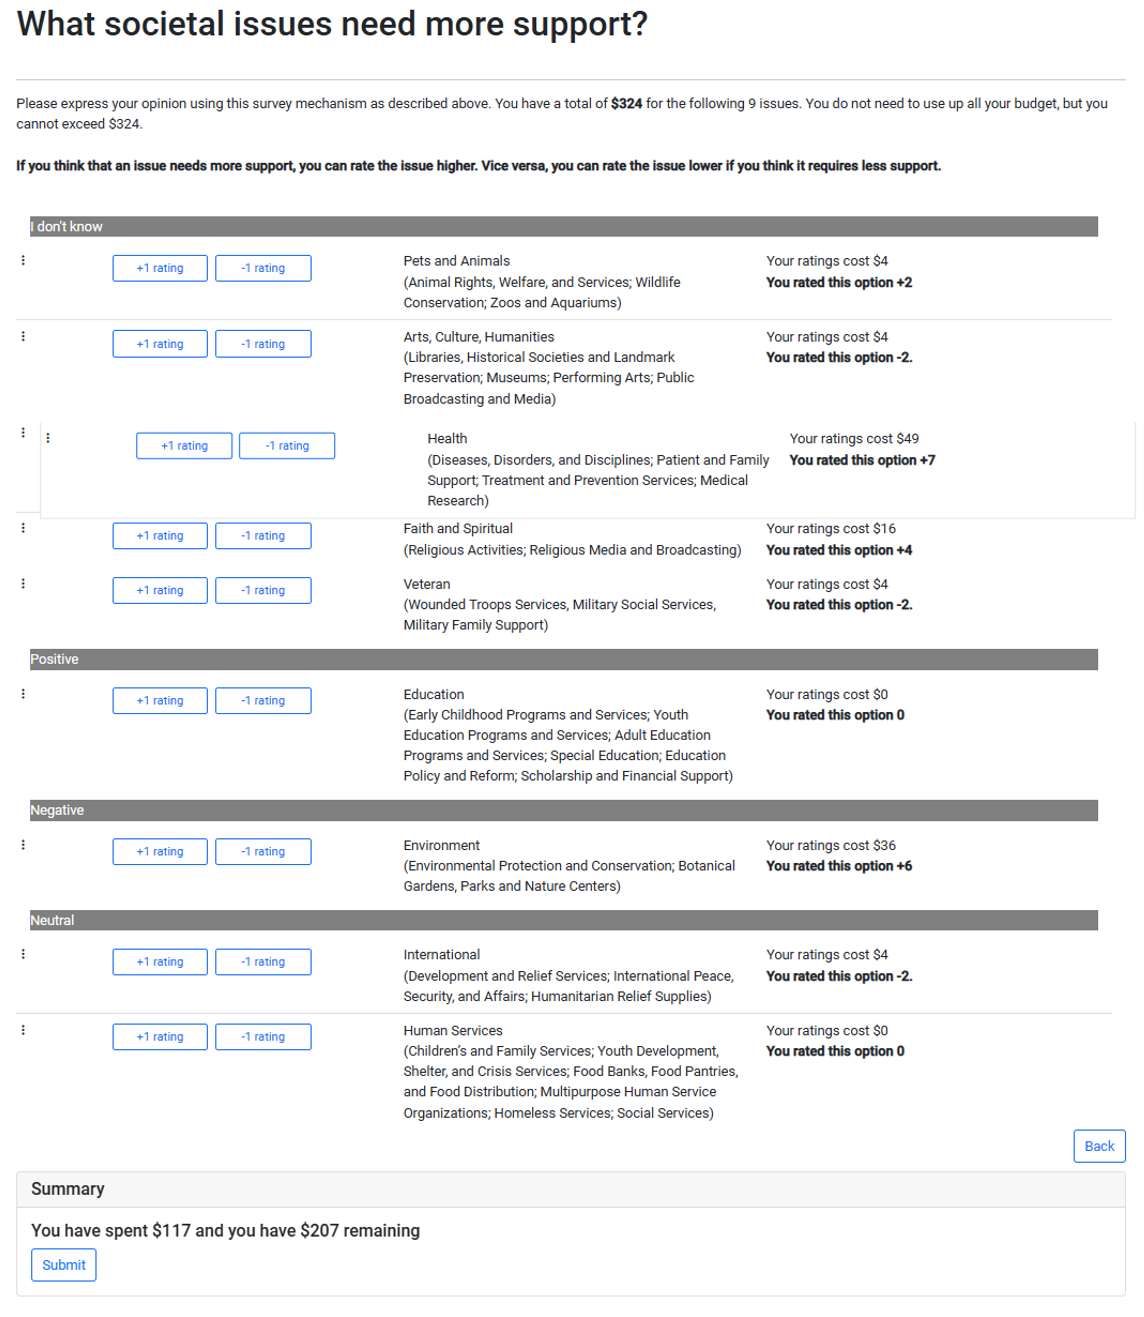 What societal issues need more support?
Please express your opinion using this survey mechanism as described above. You have a total of $324 for the following 9 issues. You do not need to use up all your budget, but you
cannot exceed $324.
If you think that an issue needs more support, you can rate the issue higher. Vice versa, you can rate the issue lower if you think it requires less support.
I don't know
+1 rating -1 rating Pets and Animals Your ratings cost $4
(Animal Rights, Welfare, and Services; Wildlife You rated this option +2
Conservation; Zoos and Aquariums)
+1 rating -1 rating Arts, Culture, Humanities Your ratings cost $4
(Libraries, Historical Societies and Landmark You rated this option -2.
Preservation; Museums; Performing Arts; Public
Broadcasting and Media)
+1 rating -1 rating Health Your ratings cost $49
(Diseases, Disorders, and Disciplines; Patient and Family You rated this option +7
Support; Treatment and Prevention Services; Medical
Research)
+1 rating -1 rating Faith and Spiritual Your ratings cost $16
(Religious Activities; Religious Media and Broadcasting) You rated this option +4
+1 rating -1 rating Veteran Your ratings cost $4
(Wounded Troops Services, Military Social Services, You rated this option -2.
Military Family Support)
Positive
+1 rating -1 rating Education Your ratings cost $0
(Early Childhood Programs and Services; Youth You rated this option 0
Education Programs and Services; Adult Education
Programs and Services; Special Education; Education
Policy and Reform; Scholarship and Financial Support)
Negative
+1 rating -1 rating Environment Your ratings cost $36
(Environmental Protection and Conservation; Botanical You rated this option +6
Gardens, Parks and Nature Centers)
Neutral
+1 rating -1 rating International Your ratings cost $4
(Development and Relief Services; International Peace, You rated this option -2.
Security, and Affairs; Humanitarian Relief Supplies)
+1 rating -1 rating Human Services Your ratings cost $0
(Children's and Family Services; Youth Development, You rated this option 0
Shelter, and Crisis Services; Food Banks, Food Pantries,
and Food Distribution; Multipurpose Human Service
Organizations; Homeless Services; Social Services)
Back
Summary
You have spent $117 and you have $207 remaining
Submit